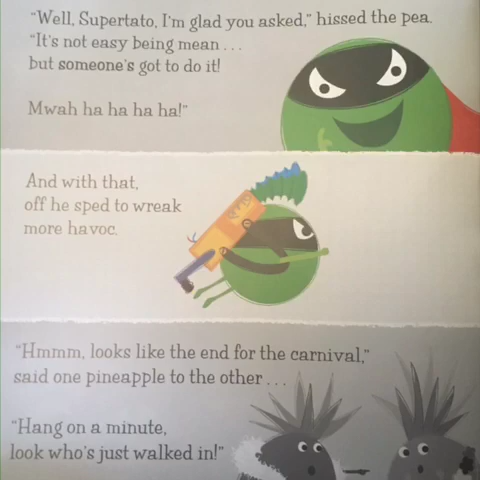 "Well, Supertato, I'm glad you asked," hissed the pea.
"It's not easy being mean . . .
but someone's got to do it!
Mwah ha ha ha ha!"
And with that,
off he sped to wreak
more havoc.
"Hmmm, looks like the end for the carnival,"
said one pineapple to the other . . .
"Hang on a minute,
look who's just walked in!"